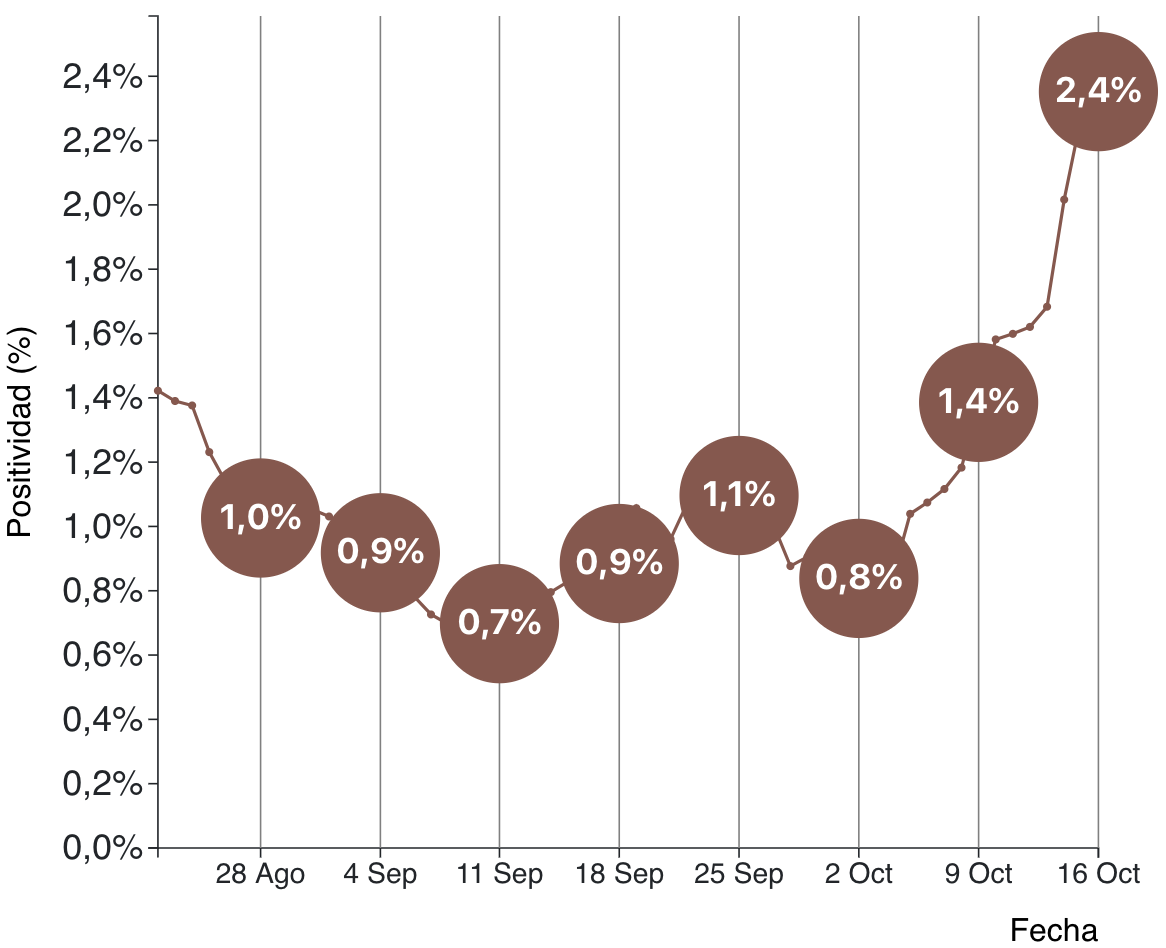 2,4%
2,2%
2,0%
1,8%
1,6%
1,4%
1,2%
1,0%
0,8%
0,6%
0,4%
0,2%
0,0%
Positividad (%)
1,0%
0,9%
0,7%
0,9%
1,1%
0,8%
1,4%
2,4%
28 Ago
4 Sep
11 Sep
18 Sep
25 Sep
2 Oct
9 Oct
16 Oct
Fecha